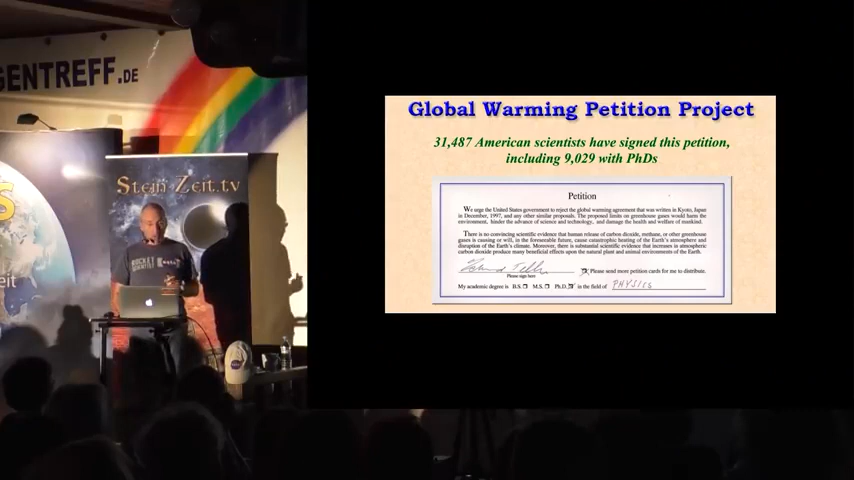 GENTREFF.DE
STEIN ZEIT.TV
S
eit
ROCKET
SCIENTIST
Global Warming Petition Project
31,487 American scientists have signed this petition,
including 9,029 with PhDs
Petition
We urge the United States government to reject the global warming agreement that was written in Kyoto, Japan
in December, 1997, and any other similar proposals. The proposed limits on greenhouse gases would harm the
environment, hinder the advance of science and technology, and damage the health and welfare of mankind.
There is no convincing scientific evidence that human release of carbon dioxide, methane, or other greenhouse
gases is causing or will, in the foreseeable future, cause catastrophic heating of the Earth's atmosphere and
disruption of the Earth's climate. Moreover, there is substantial scientific evidence that increases in atmospheric
carbon dioxide produce many beneficial effects upon the natural plant and animal environments of the Earth.
Please sign here
Please send more petition cards for me to distribute.
My academic degree is B.S. M.S. Ph.D. in the field of PHYSICS